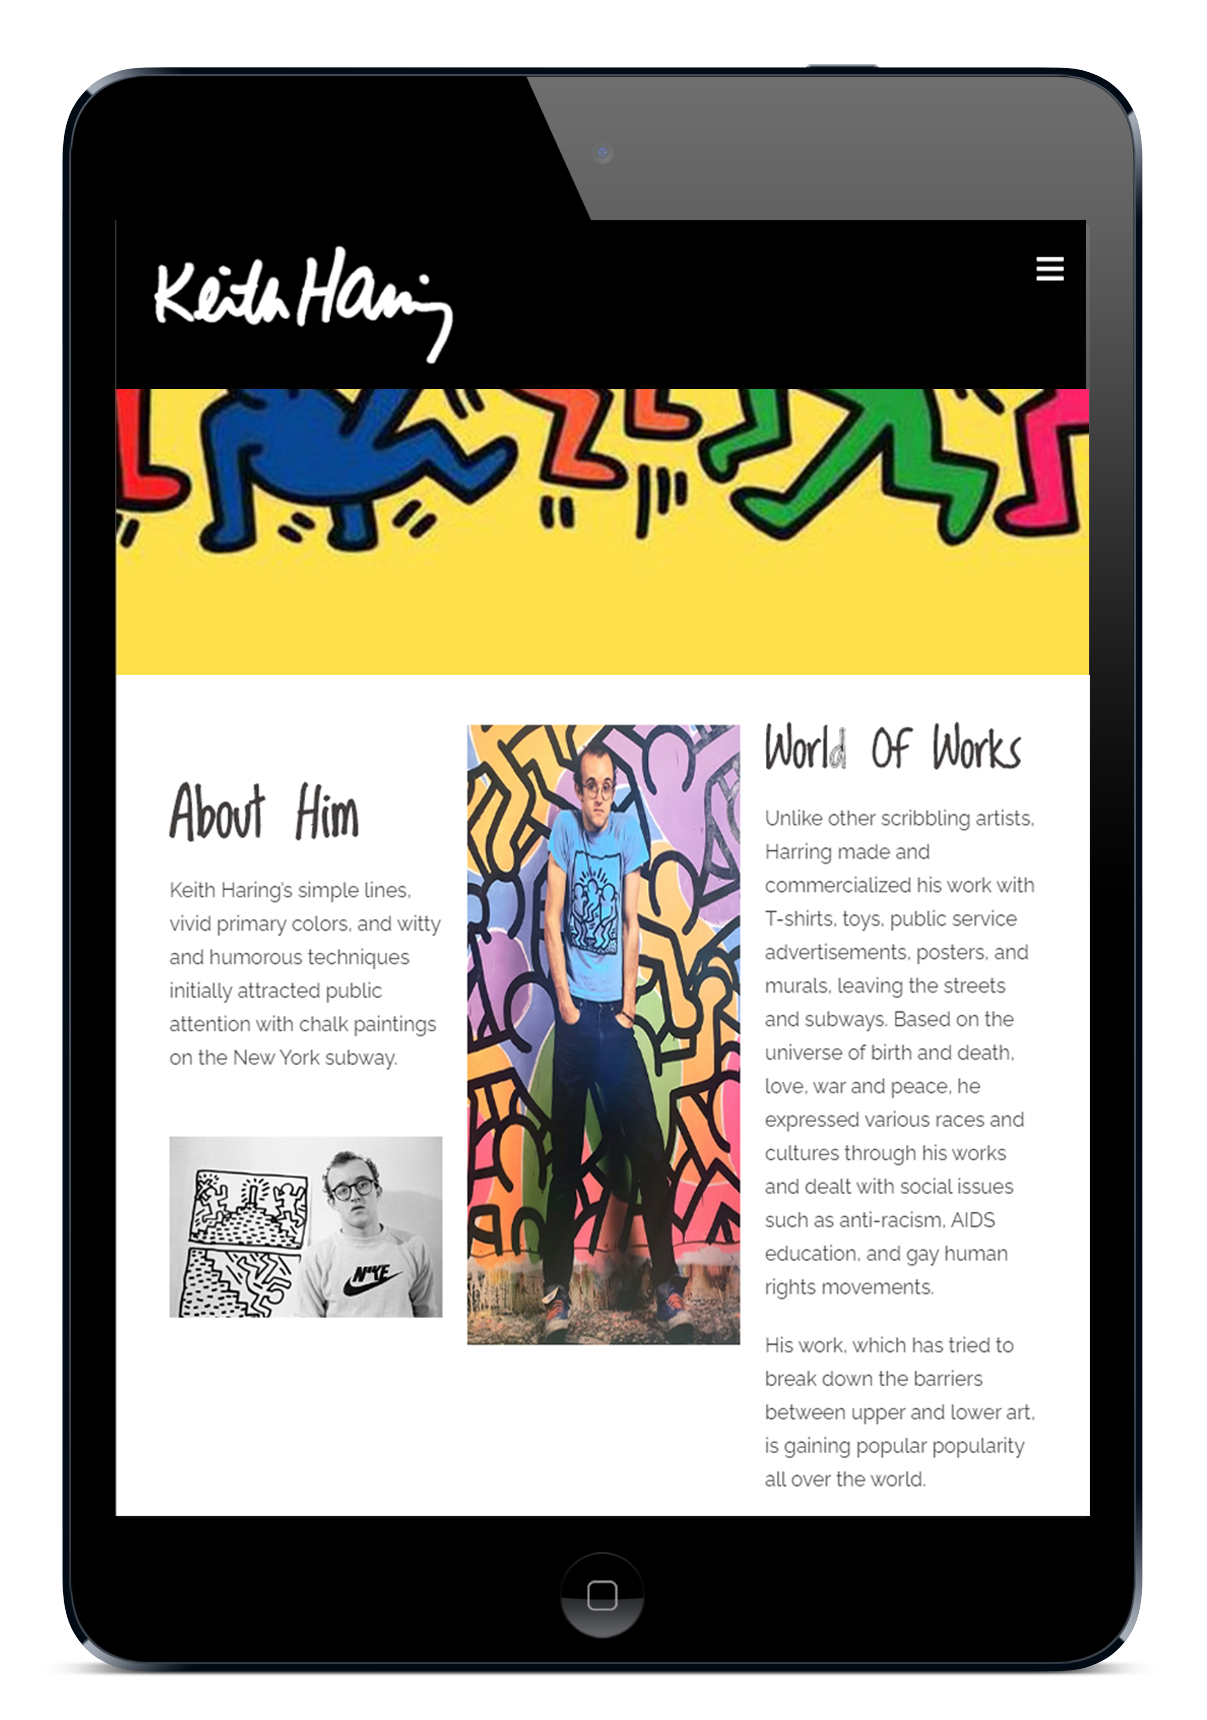 Keith Haring
About Him
Keith Haring's simple lines,
vivid primary colors, and witty
and humorous techniques
initially attracted public
attention with chalk paintings
on the New York subway.
NIKE
World Of Works
Unlike other scribbling artists,
Harring made and
commercialized his work with
T-shirts, toys, public service
advertisements, posters, and
murals, leaving the streets
and subways. Based on the
universe of birth and death,
love, war and peace, he
expressed various races and
cultures through his works
and dealt with social issues
such as anti-racism, AIDS
education, and gay human
rights movements.
His work, which has tried to
break down the barriers
between upper and lower art,
is gaining popular popularity
all over the world.